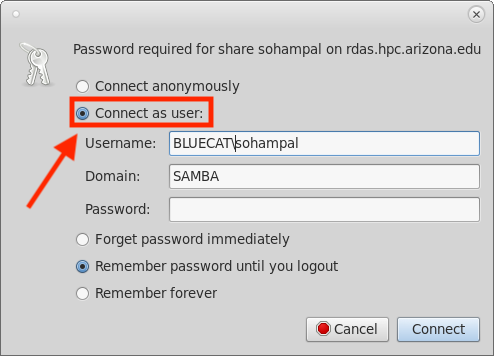 Password required for share sohampal on rdas.hpc.arizona.edu
Connect anonymously
Connect as user:
Username: BLUECAT\sohampal
Domain: SAMBA
Password:
Forget password immediately
Remember password until you logout
Remember forever
Cancel Connect